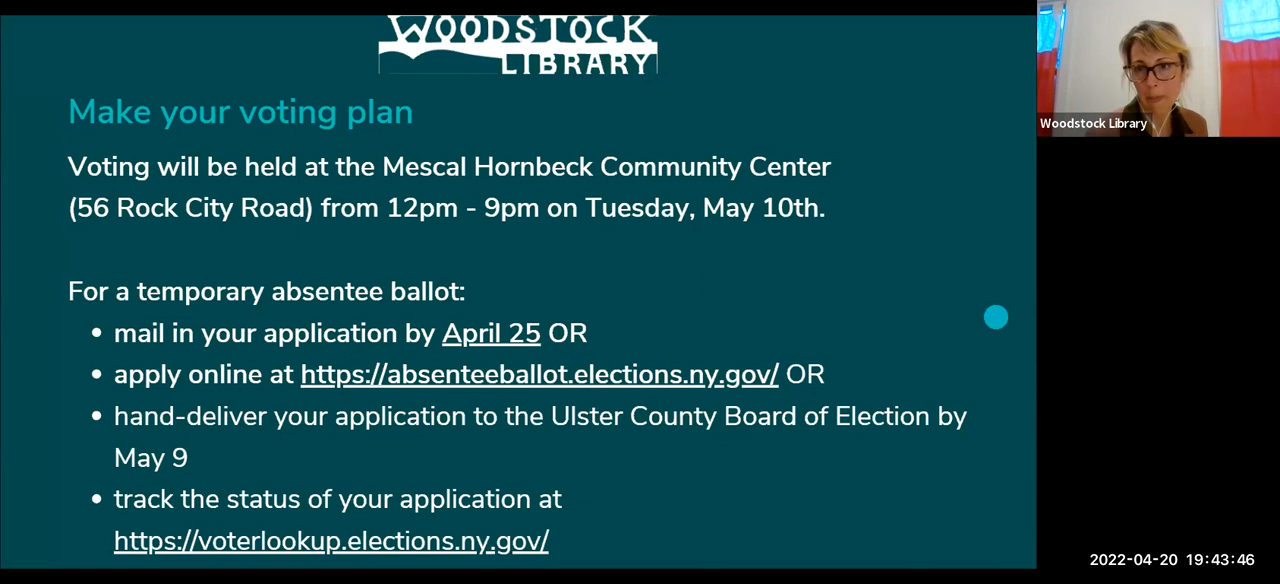 WOODSTOCK
LIBRARY
Make your voting plan
Voting will be held at the Mescal Hornbeck Community Center
(56 Rock City Road) from 12pm - 9pm on Tuesday, May 10th.
For a temporary absentee ballot:
• mail in your application by April 25 OR
• apply online at https://absenteeballot.elections.ny.gov/ OR
• hand-deliver your application to the Ulster County Board of Election by
May 9
• track the status of your application at
https://voterlookup.elections.ny.gov/
Woodstock Library
2022-04-20 19:43:46